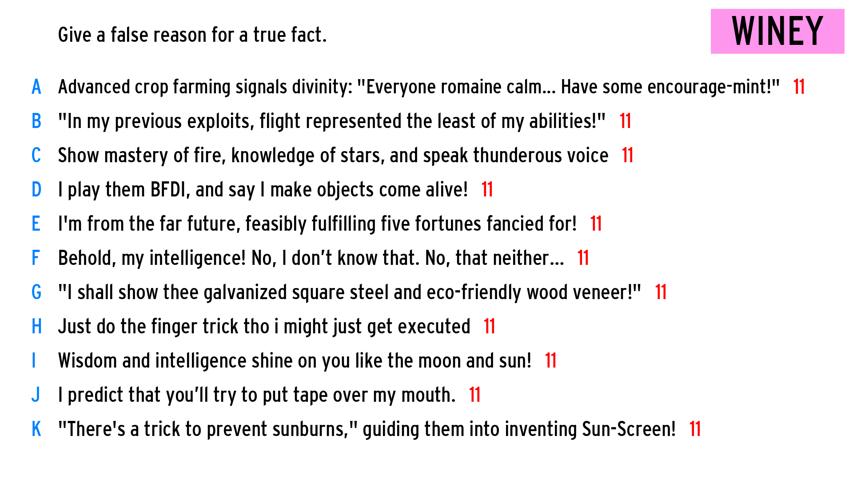 Give a false reason for a true fact.
WINEY
A Advanced crop farming signals divinity: "Everyone romaine calm... Have some encourage-mint!" 11
B "In my previous exploits, flight represented the least of my abilities!" 11
C Show mastery of fire, knowledge of stars, and speak thunderous voice 11
D I play them BFDI, and say I make objects come alive! 11
E I'm from the far future, feasibly fulfilling five fortunes fancied for! 11
F Behold, my intelligence! No, I don’t know that. No, that neither... 11
G "I shall show thee galvanized square steel and eco-friendly wood veneer!" 11
H Just do the finger trick tho i might just get executed 11
I Wisdom and intelligence shine on you like the moon and sun! 11
J I predict that you’ll try to put tape over my mouth. 11
K "There's a trick to prevent sunburns," guiding them into inventing Sun-Screen! 11